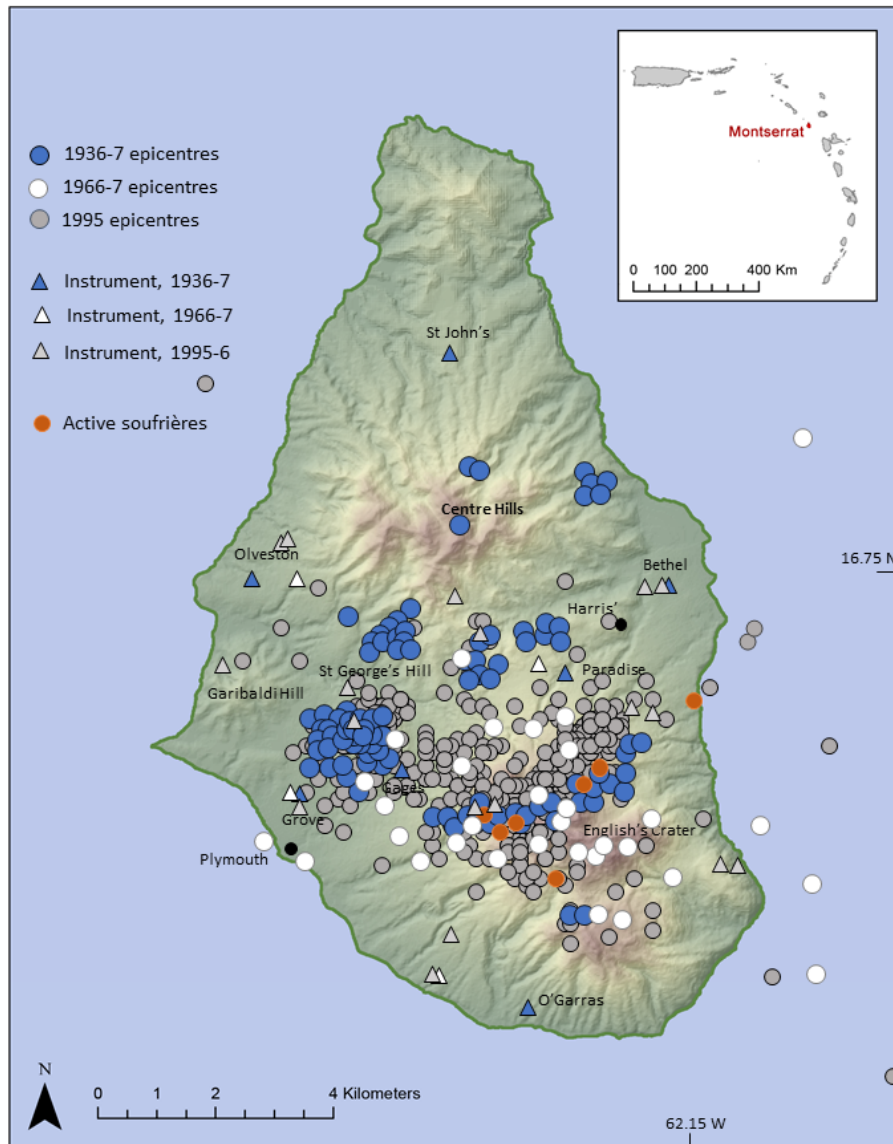 Montserrat
0 100 200 400 Km
1936-7 epicentres
1966-7 epicentres
1995 epicentres
Instrument, 1936-7
Instrument, 1966-7
Instrument, 1995-6
Active soufrières
St John's
Centre Hills
Olveston
Bethel
16.75 N
Harris'
St George's Hill
Paradise
Garibaldi Hill
Gages
Grove
English's Crater
Plymouth
O'Garras
N
0 1 2 4 Kilometers
62.15 W